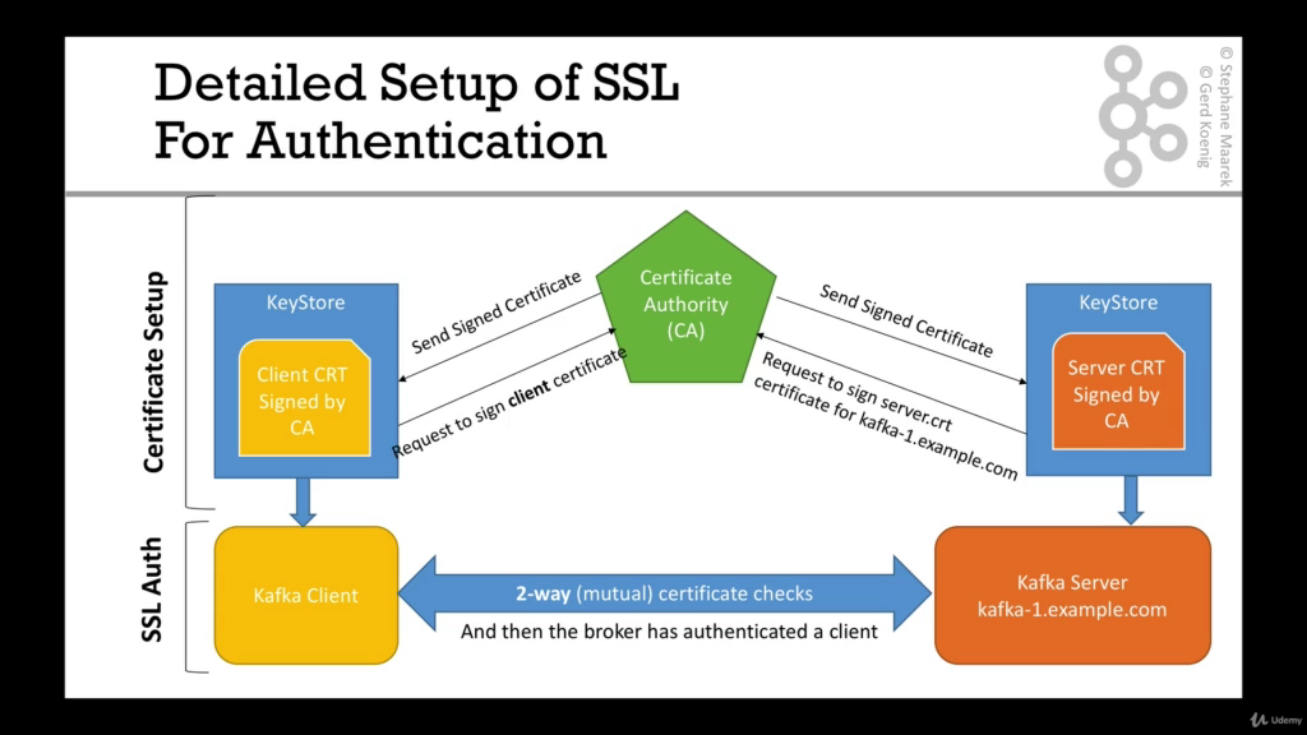 Detailed Setup of SSL
For Authentication
© Stephane Maarek
© Gerd Koenig
Certificate Setup
KeyStore
Client CRT
Signed by
CA
Send Signed Certificate
Request to sign client certificate
Certificate
Authority
(CA)
Send Signed Certificate
Request to sign server.crt
certificate for kafka-1.example.com
KeyStore
Server CRT
Signed by
CA
SSL Auth
Kafka Client
2-way (mutual) certificate checks
And then the broker has authenticated a client
Kafka Server
kafka-1.example.com
Udemy